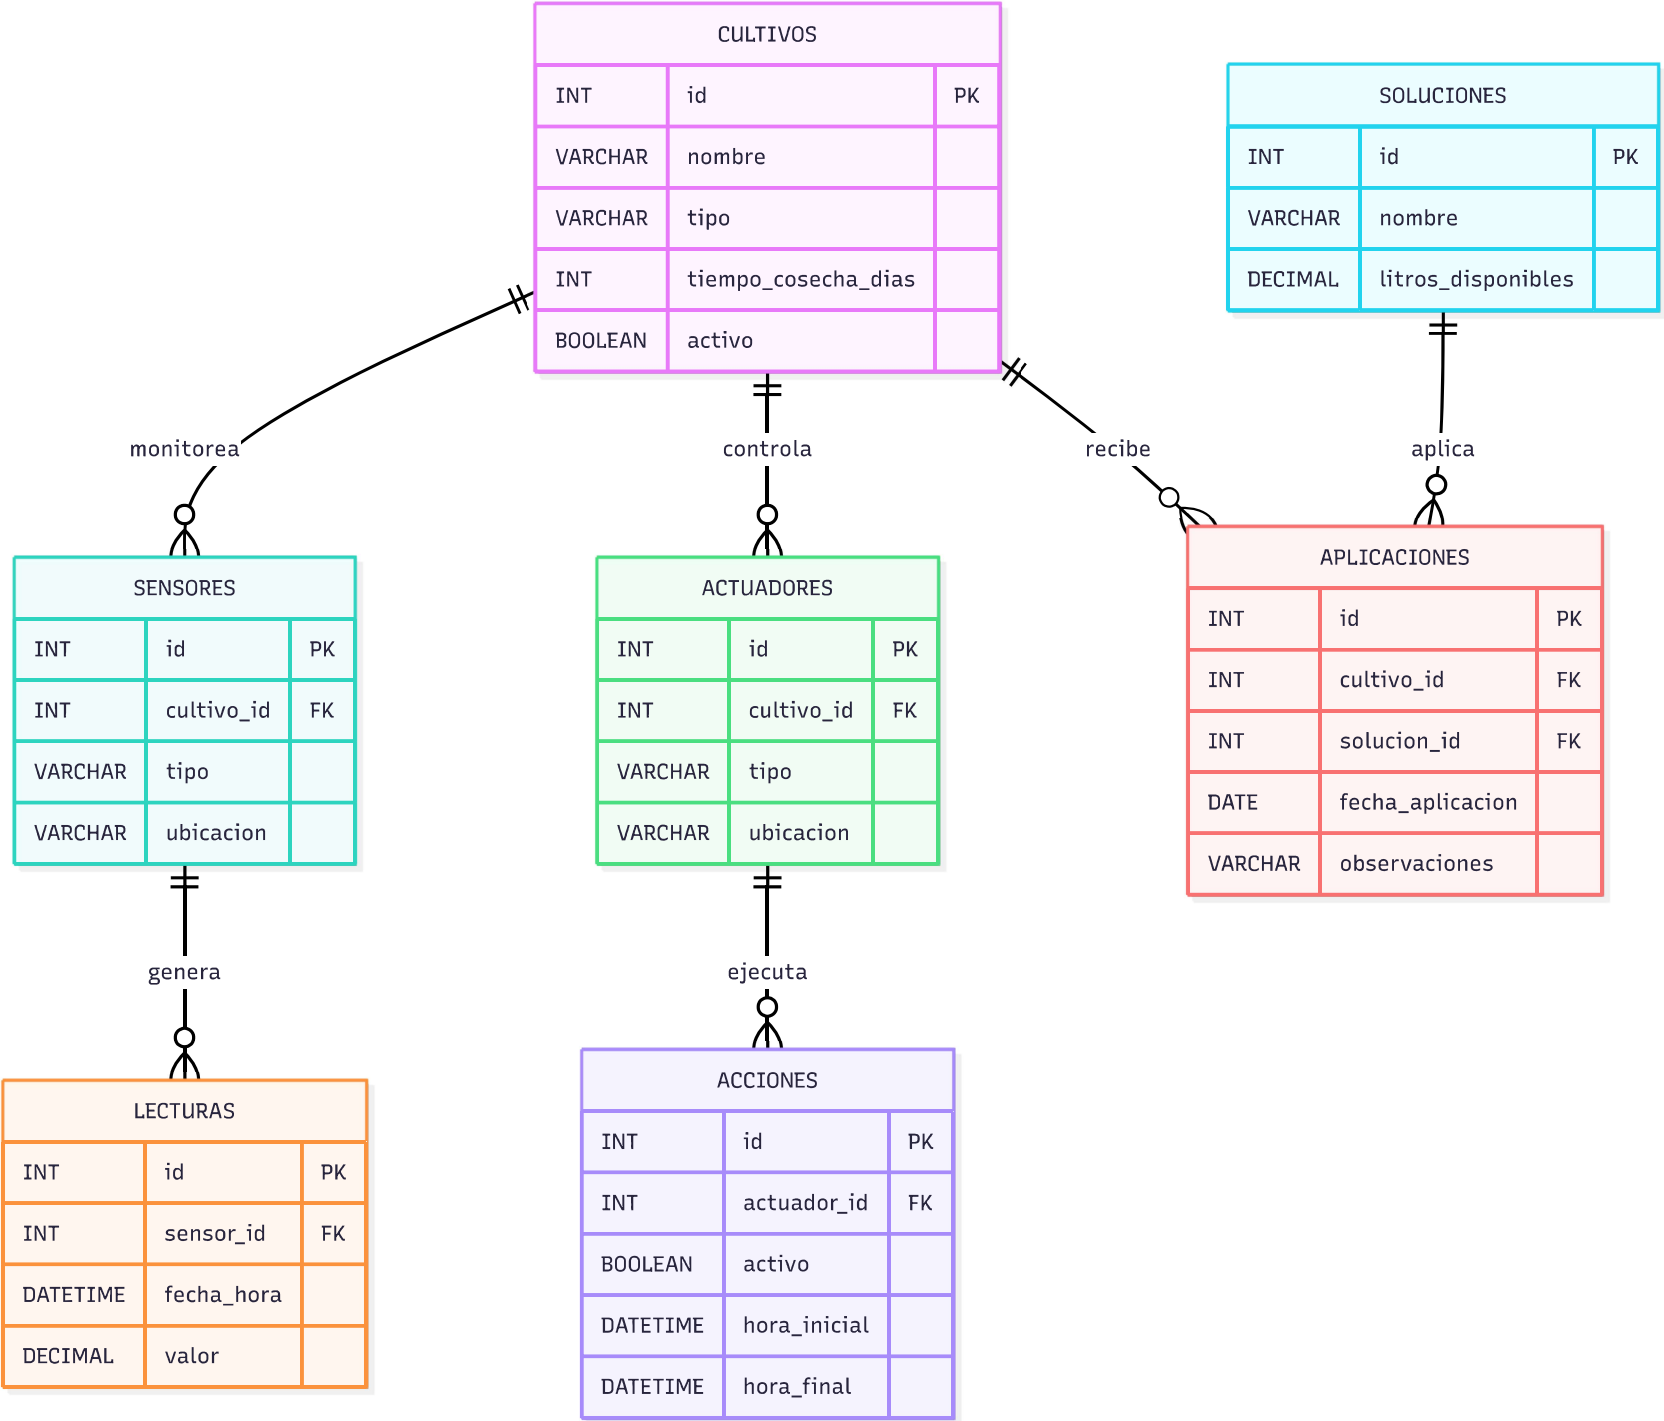 CULTIVOS
INT id PK
VARCHAR nombre
VARCHAR tipo
INT tiempo_cosecha_dias
BOOLEAN activo
SOLUCIONES
INT id PK
VARCHAR nombre
DECIMAL litros_disponibles
monitorea
controla
recibe
aplica
SENSORES
INT id PK
INT cultivo_id FK
VARCHAR tipo
VARCHAR ubicacion
ACTUADORES
INT id PK
INT cultivo_id FK
VARCHAR tipo
VARCHAR ubicacion
APLICACIONES
INT id PK
INT cultivo_id FK
INT solucion_id FK
DATE fecha_aplicacion
VARCHAR observaciones
genera
ejecuta
LECTURAS
INT id PK
INT sensor_id FK
DATETIME fecha_hora
DECIMAL valor
ACCIONES
INT id PK
INT actuador_id FK
BOOLEAN activo
DATETIME hora_inicial
DATETIME hora_final